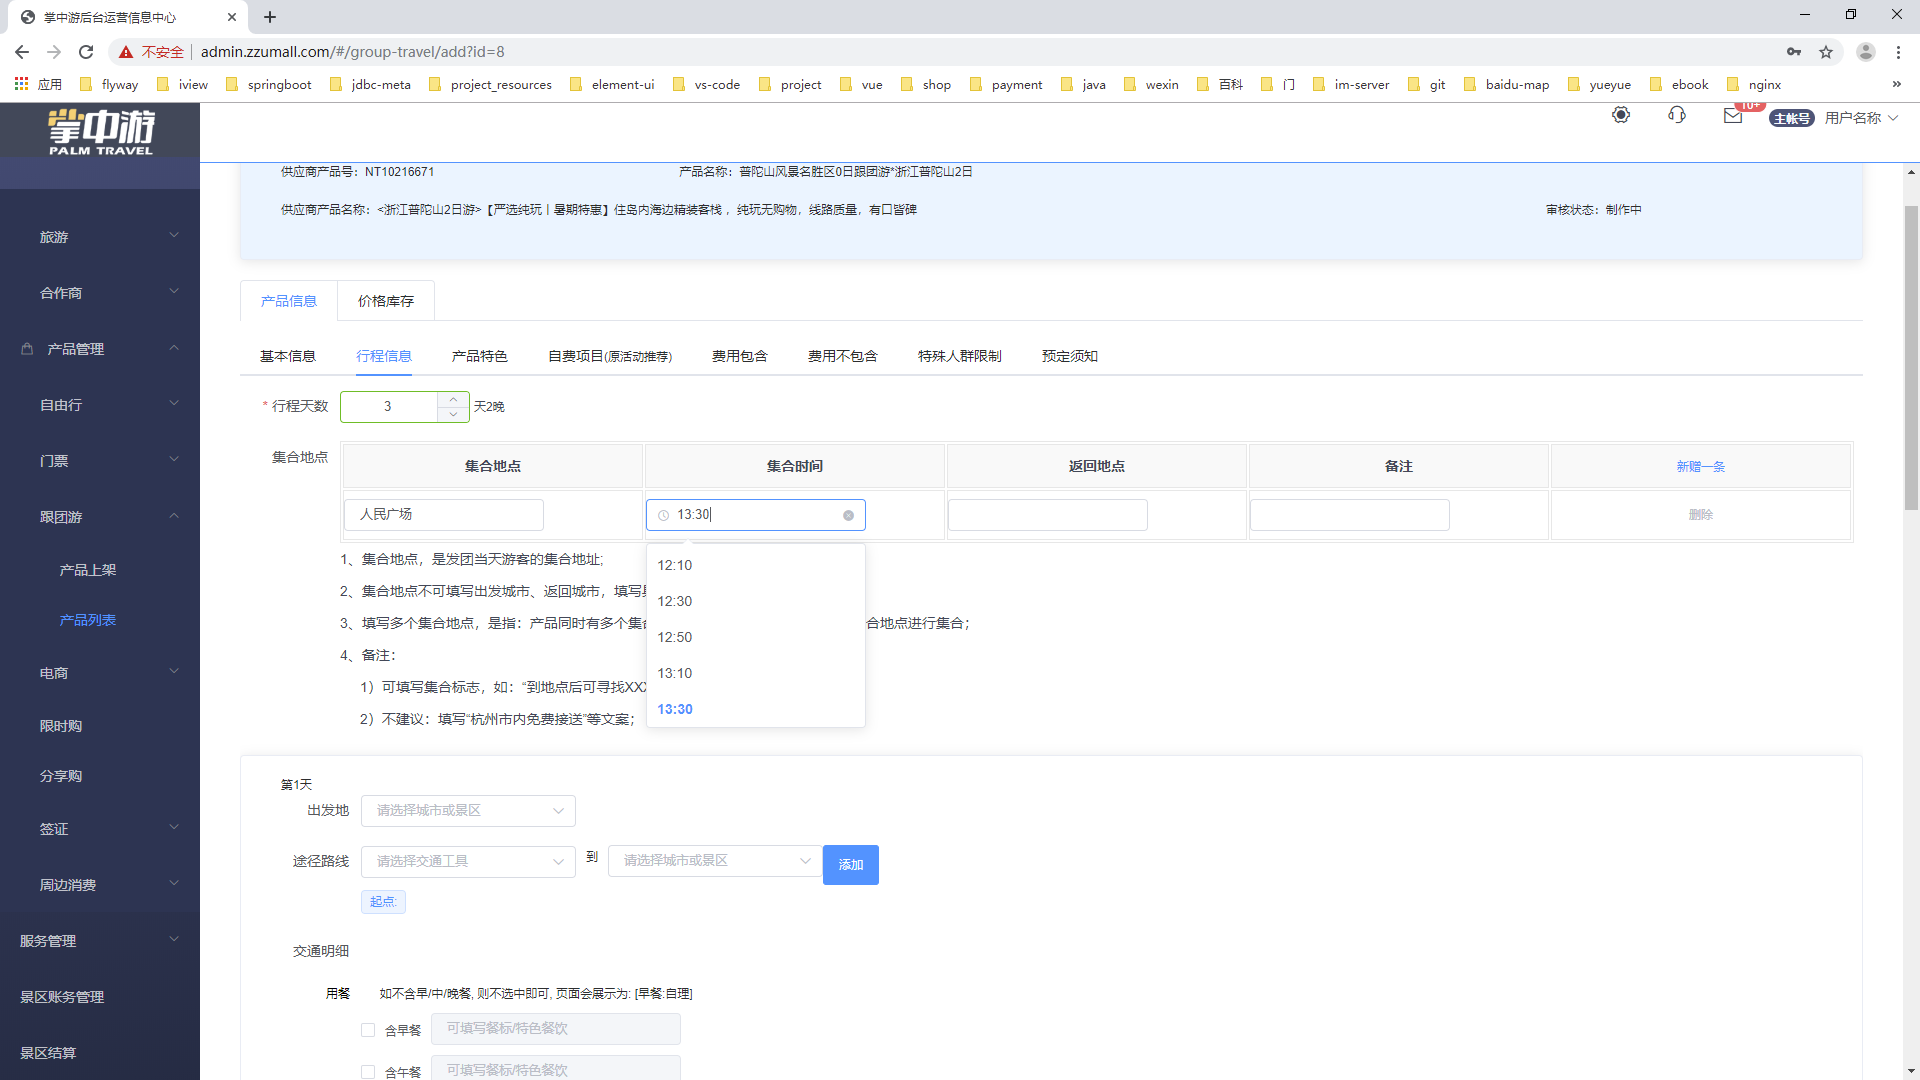 掌中游后台运营信息中心
不安全 admin.zzumall.com/#/group-travel/add?id=8
应用 flyway iview springboot jdbc-meta project_resources element-ui vs-code project vue shop payment java wexin 百科 门 im-server git baidu-map yueyue ebook nginx »
掌中游
PALM TRAVEL
10+
主帐号 用户名称
旅游
合作商
产品管理
自由行
门票
跟团游
产品上架
产品列表
电商
限时购
分享购
签证
周边消费
服务管理
景区账务管理
景区结算
供应商产品号：NT10216671 产品名称：普陀山风景名胜区0日跟团游*浙江普陀山2日
供应商产品名称：<浙江普陀山2日游>【严选纯玩丨暑期特惠】住岛内海边精装客栈 ，纯玩无购物，线路质量，有口皆碑 审核状态：制作中
产品信息 价格库存
基本信息 行程信息 产品特色 自费项目(原活动推荐) 费用包含 费用不包含 特殊人群限制 预定须知
* 行程天数 3 天2晚
集合地点 集合地点 集合时间 返回地点 备注 新赠一条
人民广场 13:30 删除
12:10
12:30
12:50
13:10
13:30
1、集合地点，是发团当天游客的集合地址;
2、集合地点不可填写出发城市、返回城市，填写
3、填写多个集合地点，是指：产品同时有多个集 合地点进行集合；
4、备注：
1）可填写集合标志，如：“到地点后可寻找XX
2）不建议：填写“杭州市内免费接送”等文案；
第1天
出发地 请选择城市或景区
途径路线 请选择交通工具 到 请选择城市或景区 添加
起点:
交通明细
用餐 如不含早/中/晚餐, 则不选中即可, 页面会展示为: [早餐:自理]
含早餐 可填写餐标/特色餐饮
含午餐 可填写餐标/特色餐饮